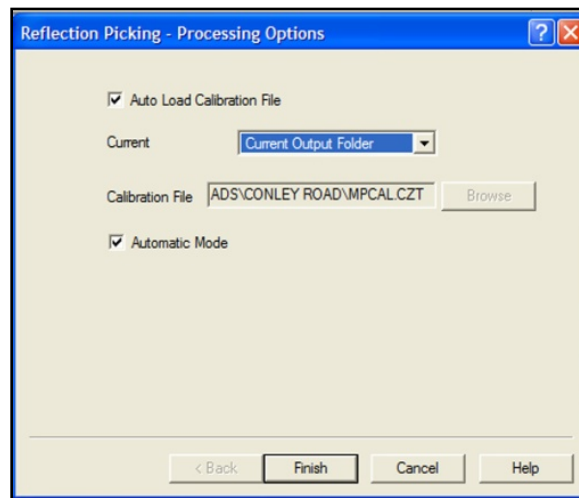 Reflection Picking - Processing Options
Auto Load Calibration File
Current Current Output Folder
Calibration File ADS\CONLEY ROAD\MPCAL.CZT Browse
Automatic Mode
< Back Finish Cancel Help